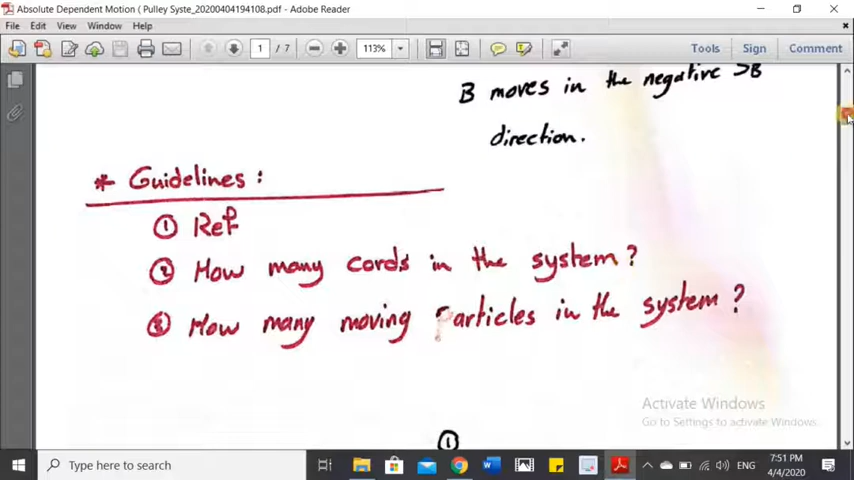 Absolute Dependent Motion ( Pulley Syste_20200404194108.pdf - Adobe Reader
File Edit View Window Help
1 / 7 113% Tools Sign Comment
B moves in the negative SB
direction.
* Guidelines :
① Ref
② How many cords in the system ?
③ How many moving Particles in the system ?
①
Activate Windows
Go to Settings to activate Windows.
Type here to search
ENG
7:51 PM
4/4/2020